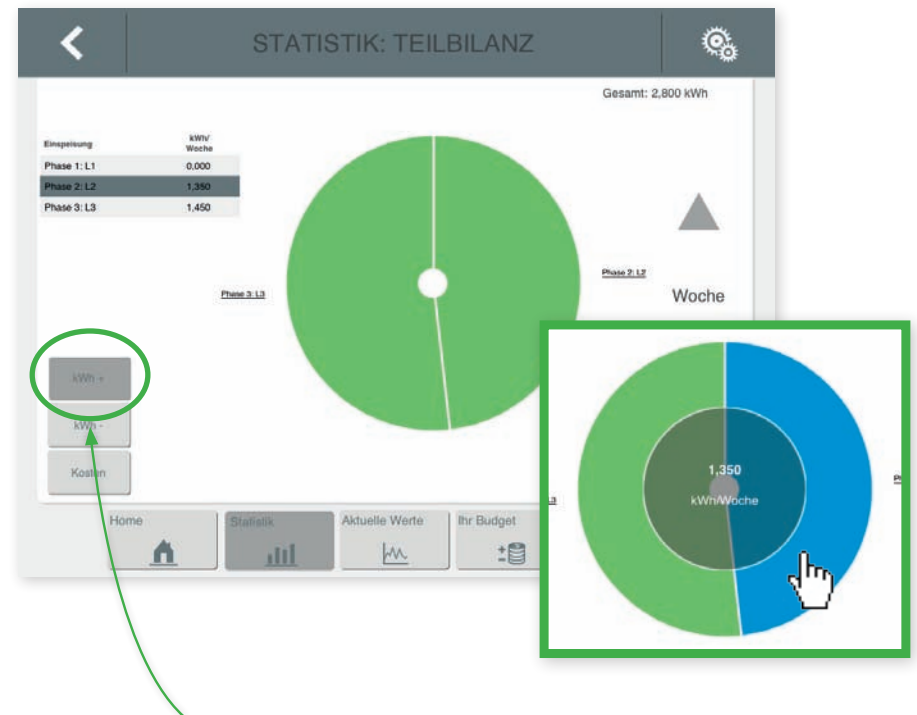 STATISTIK: TEILBILANZ
Gesamt: 2,800 kWh
Einspeisung kWh/
Woche
Phase 1: L1 0,000
Phase 2: L2 1,350
Phase 3: L3 1,450
Phase 3: L3
Phase 2: L2
Woche
kWh +
kWh -
Kosten
Home
Statistik
Aktuelle Werte
Ihr Budget
1,350
kWh/Woche